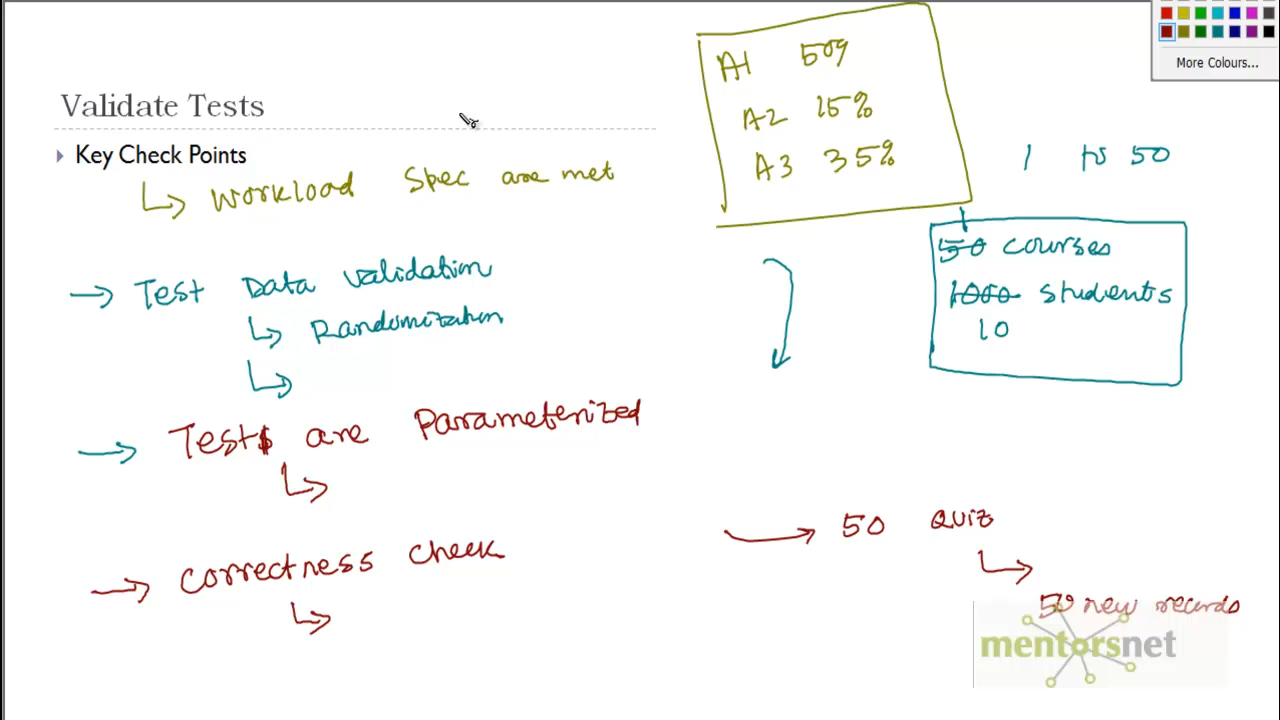 More Colours...
Validate Tests
Key Check Points
Workload Spec are met
Test Data validation
Randomization
Tests are Parameterized
Correctness check
A1 50%
A2 15%
A3 35%
1 to 50
50 courses
1000 students
10
50 Quiz
50 new records
mentorsnet